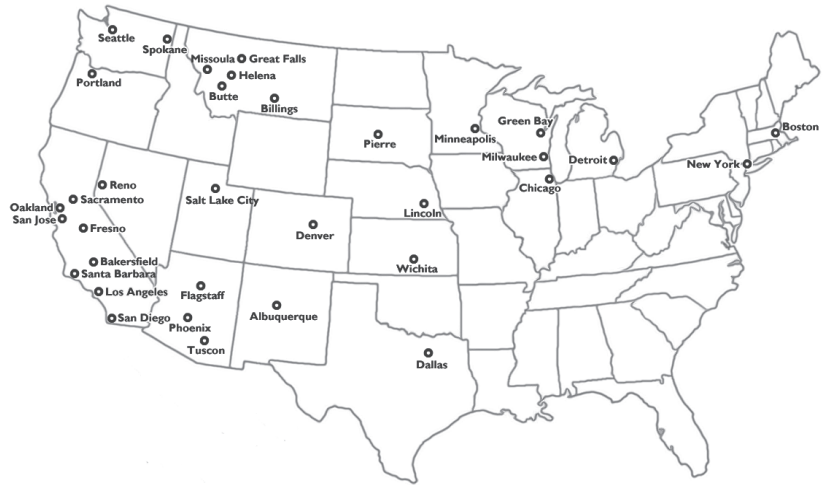 Seattle
Spokane
Missoula
Great Falls
Helena
Portland
Butte
Billings
Green Bay
Boston
Pierre
Minneapolis
Milwaukee
Detroit
New York
Chicago
Reno
Sacramento
Salt Lake City
Oakland
San Jose
Lincoln
Fresno
Denver
Bakersfield
Santa Barbara
Wichita
Los Angeles
Flagstaff
Albuquerque
San Diego
Phoenix
Tuscon
Dallas